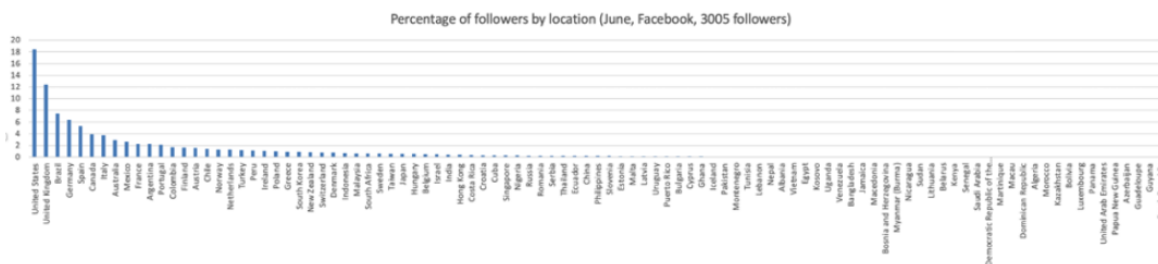 Percentage of followers by location (June, Facebook, 3005 followers)
20
18
16
14
12
10
8
6
4
2
0
United States
United Kingdom
Brazil
Germany
Spain
Canada
Italy
Australia
Mexico
France
Argentina
Portugal
Colombia
Finland
Austria
Chile
Norway
Netherlands
Turkey
Peru
Ireland
Poland
Greece
South Korea
New Zealand
Switzerland
Denmark
Indonesia
Malaysia
South Africa
Sweden
Taiwan
Japan
Hungary
Belgium
Israel
India
Hong Kong
Costa Rica
Croatia
Cuba
Singapore
Nigeria
Russia
Romania
Serbia
Thailand
Ecuador
China
Philippines
Slovenia
Estonia
Malta
Latvia
Uruguay
Puerto Rico
Bulgaria
Cyprus
Ghana
Iceland
Pakistan
Montenegro
Tunisia
Lebanon
Nepal
Albania
Vietnam
Egypt
Kosovo
Uganda
Venezuela
Bangladesh
Jamaica
Macedonia
Bosnia and Herzegovina
Myanmar (Burma)
Nicaragua
Sudan
Lithuania
Belarus
Kenya
Senegal
Saudi Arabia
Democratic Republic of the...
Martinique
Macau
Dominican Republic
Algeria
Morocco
Kazakhstan
Bolivia
Luxembourg
Panama
United Arab Emirates
Papua New Guinea
Azerbaijan
Guadeloupe
Guyana